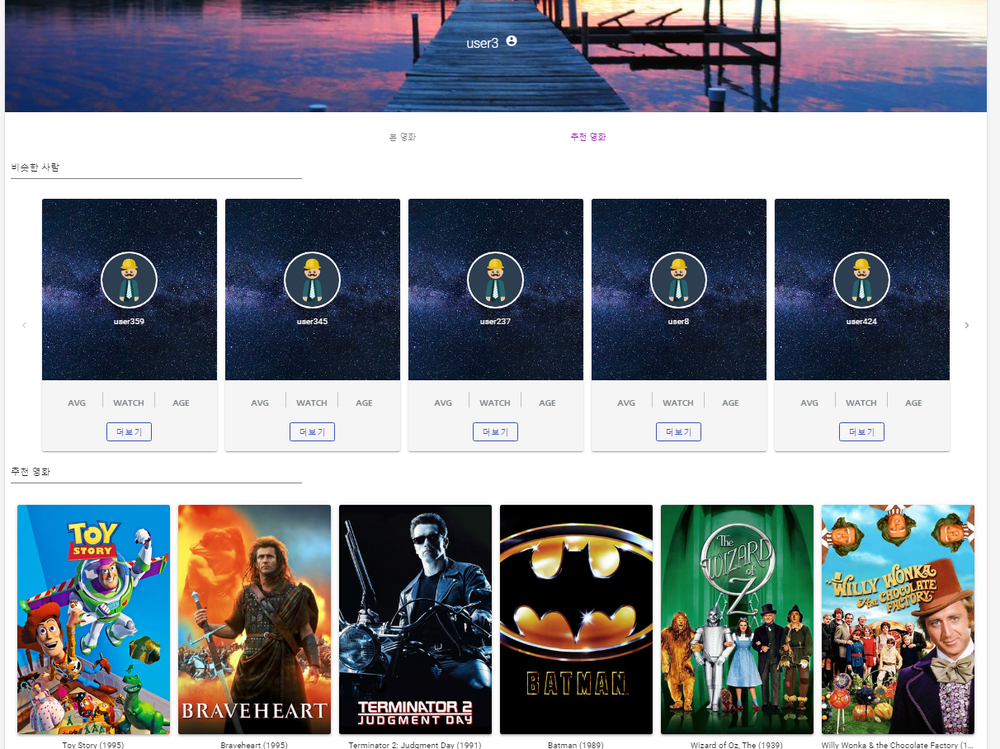 user3
본 영화
추천 영화
비슷한 사람
user359
user345
user237
user8
user424
AVG WATCH AGE
AVG WATCH AGE
AVG WATCH AGE
AVG WATCH AGE
AVG WATCH AGE
더보기
더보기
더보기
더보기
더보기
추천 영화
TOY
STORY
BRAVEHEART
TERMINATOR 2
JUDGMENT DAY
BATMAN
The
WIZARD
of
OZ
WILLY WONKA
& THE CHOCOLATE
FACTORY
Toy Story (1995)
Braveheart (1995)
Terminator 2: Judgment Day (1991)
Batman (1989)
Wizard of Oz, The (1939)
Willy Wonka & the Chocolate Factory (1...